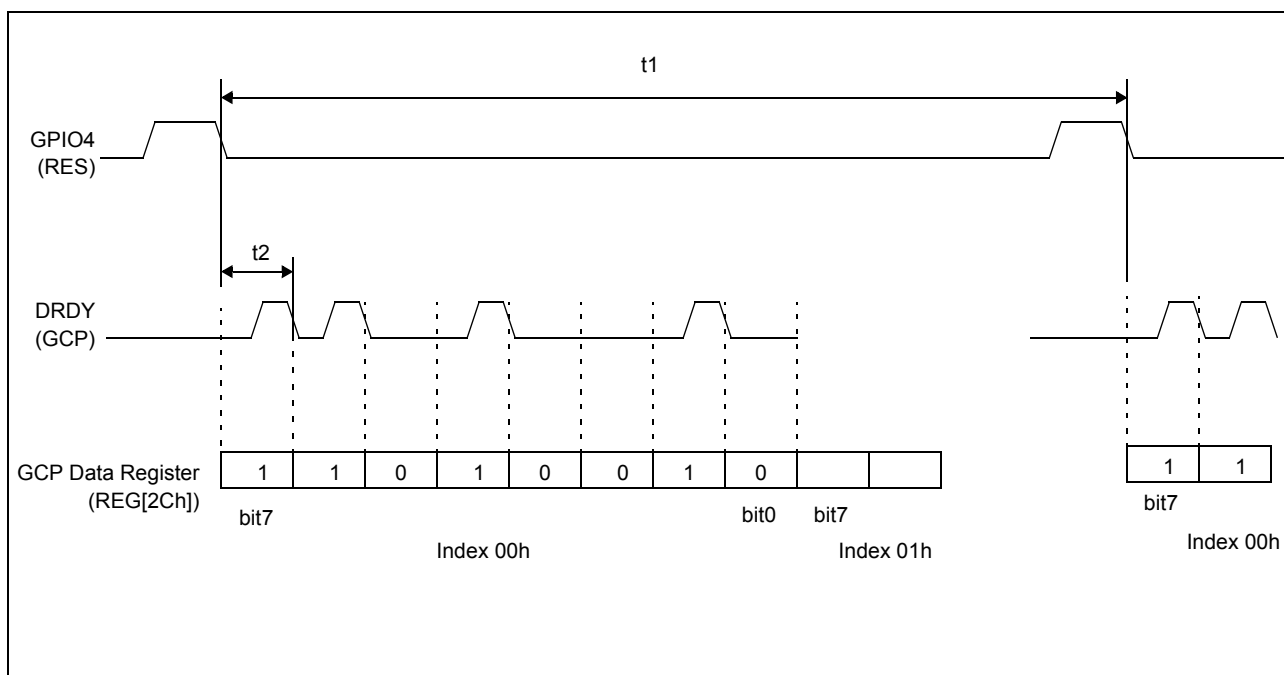 t1
GPIO4
(RES)
t2
DRDY
(GCP)
GCP Data Register
(REG[2Ch])
1 1 0 1 0 0 1 0
1 1
bit7
bit0
bit7
bit7
Index 00h
Index 01h
Index 00h